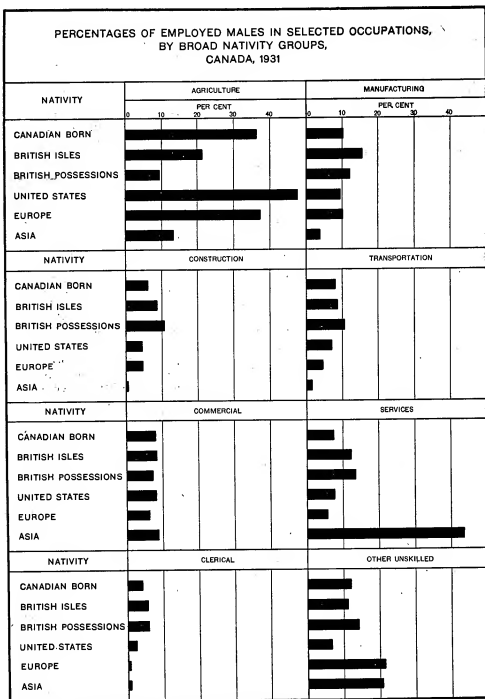 PERCENTAGES OF EMPLOYED MALES IN SELECTED OCCUPATIONS,
BY BROAD NATIVITY GROUPS,
CANADA, 1931
NATIVITY
AGRICULTURE
MANUFACTURING
PER CENT
PER CENT
0 10 20 30 40
0 10 20 30 40
CANADIAN BORN
BRITISH ISLES
BRITISH POSSESSIONS
UNITED STATES
EUROPE
ASIA
NATIVITY
CONSTRUCTION
TRANSPORTATION
CANADIAN BORN
BRITISH ISLES
BRITISH POSSESSIONS
UNITED STATES
EUROPE
ASIA
NATIVITY
COMMERCIAL
SERVICES
CANADIAN BORN
BRITISH ISLES
BRITISH POSSESSIONS
UNITED STATES
EUROPE
ASIA
NATIVITY
CLERICAL
OTHER UNSKILLED
CANADIAN BORN
BRITISH ISLES
BRITISH POSSESSIONS
UNITED STATES
EUROPE
ASIA